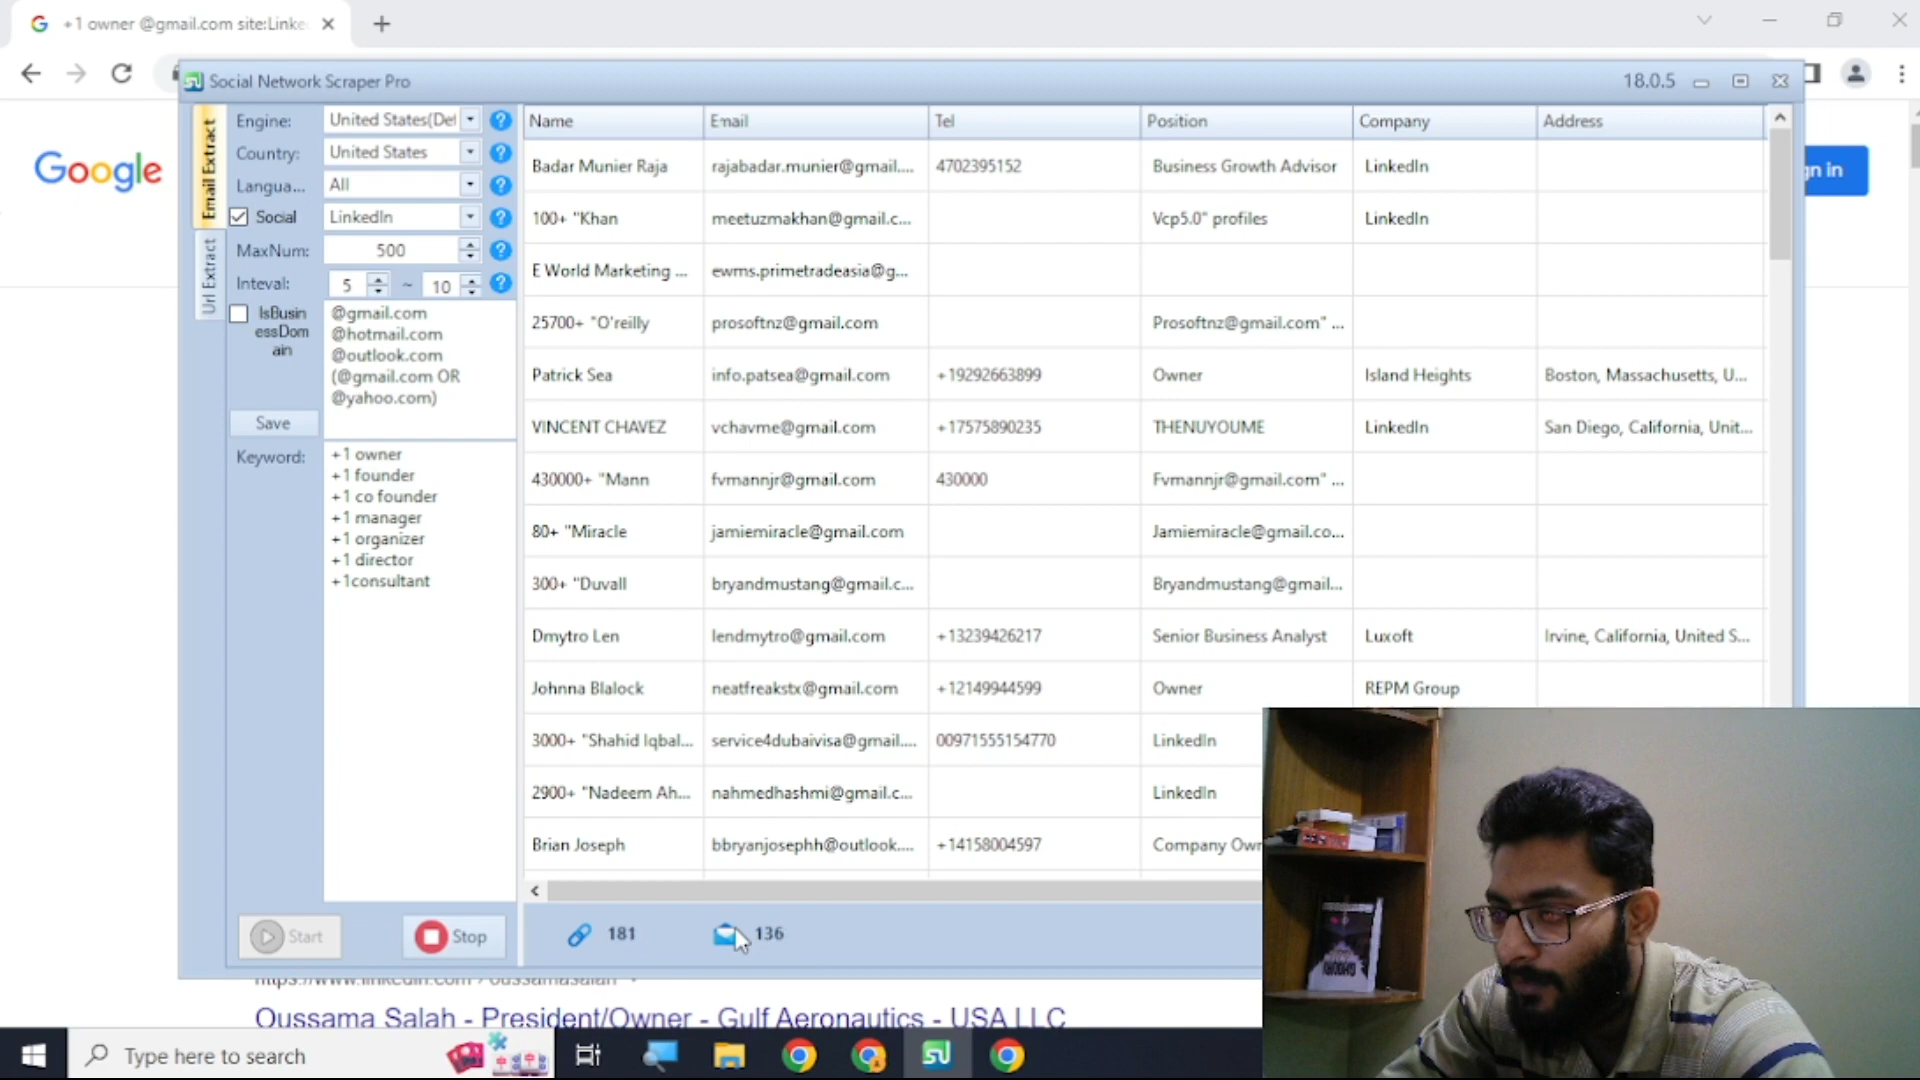 +1 owner @gmail.com site:Linke
Social Network Scraper Pro
18.0.5
Google
gn in
Email Extract
Url Extract
Engine: United States(Def
Country: United States
Langua... All
Social LinkedIn
MaxNum: 500
Inteval: 5 ~ 10
IsBusin
essDom
ain
@gmail.com
@hotmail.com
@outlook.com
(@gmail.com OR
@yahoo.com)
Save
Keyword:
+1 owner
+1 founder
+1 co founder
+1 manager
+1 organizer
+1 director
+1consultant
Start
Stop
Name Email Tel Position Company Address
Badar Munier Raja rajabadar.munier@gmail.... 4702395152 Business Growth Advisor LinkedIn
100+ "Khan meetuzmakhan@gmail.c... Vcp5.0" profiles LinkedIn
E World Marketing ... ewms.primetradeasia@g...
25700+ "O'reilly prosoftnz@gmail.com Prosoftnz@gmail.com" ...
Patrick Sea info.patsea@gmail.com +19292663899 Owner Island Heights Boston, Massachusetts, U...
VINCENT CHAVEZ vchavme@gmail.com +17575890235 THENUYOUME LinkedIn San Diego, California, Unit...
430000+ "Mann fvmannjr@gmail.com 430000 Fvmannjr@gmail.com" ...
80+ "Miracle jamiemiracle@gmail.com Jamiemiracle@gmail.co...
300+ "Duvall bryandmustang@gmail.c... Bryandmustang@gmail...
Dmytro Len lendmytro@gmail.com +13239426217 Senior Business Analyst Luxoft Irvine, California, United S...
Johnna Blalock neatfreakstx@gmail.com +12149944599 Owner REPM Group
3000+ "Shahid Iqbal... service4dubaivisa@gmail.... 00971555154770 LinkedIn
2900+ "Nadeem Ah... nahmedhashmi@gmail.c... LinkedIn
Brian Joseph bbryanjosephh@outlook.... +14158004597 Company Owr
181 136
Oussama Salah - President/Owner - Gulf Aeronautics - USA LLC
Type here to search